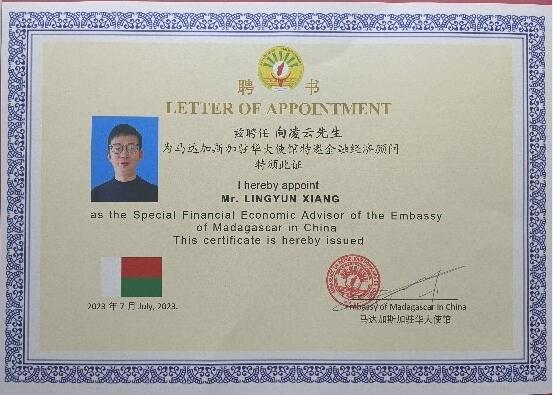 聘 书
LETTER OF APPOINTMENT
兹聘任 向凌云先生
为马达加斯加驻华大使馆特邀金融经济顾问
特颁此证
I hereby appoint
Mr. LINGYUN XIANG
as the Special Financial Economic Advisor of the Embassy
of Madagascar in China
This certificate is hereby issued
2023 年 7 月 July, 2023.
Embassy of Madagascar in China
马达加斯加驻华大使馆